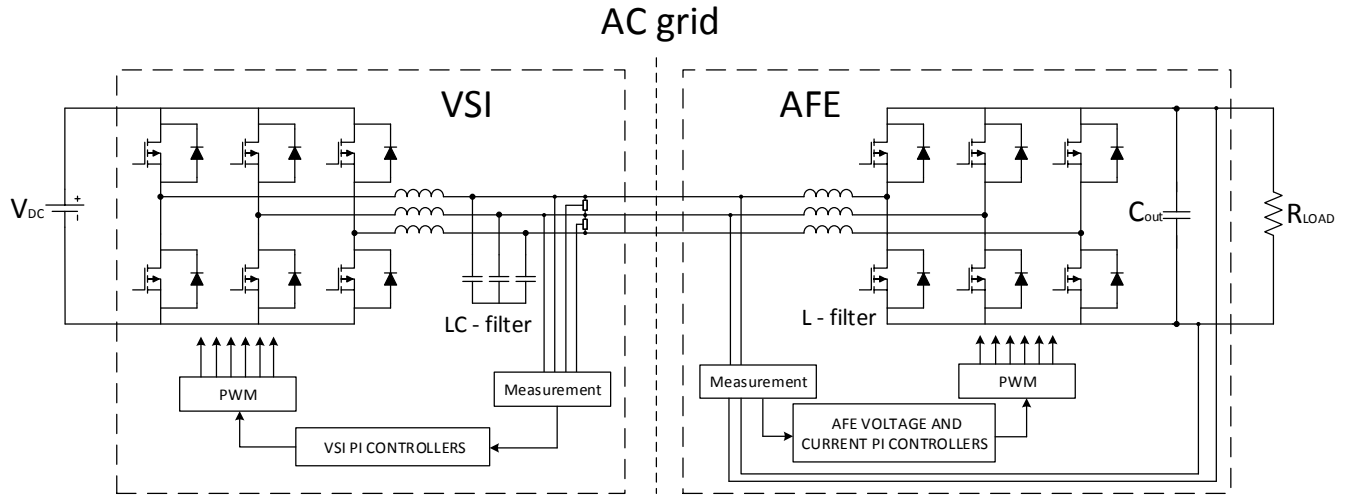 AC grid
VSI
AFE
VDC
+
-
Cout
RLOAD
LC - filter
L - filter
Measurement
Measurement
PWM
PWM
VSI PI CONTROLLERS
AFE VOLTAGE AND
CURRENT PI CONTROLLERS